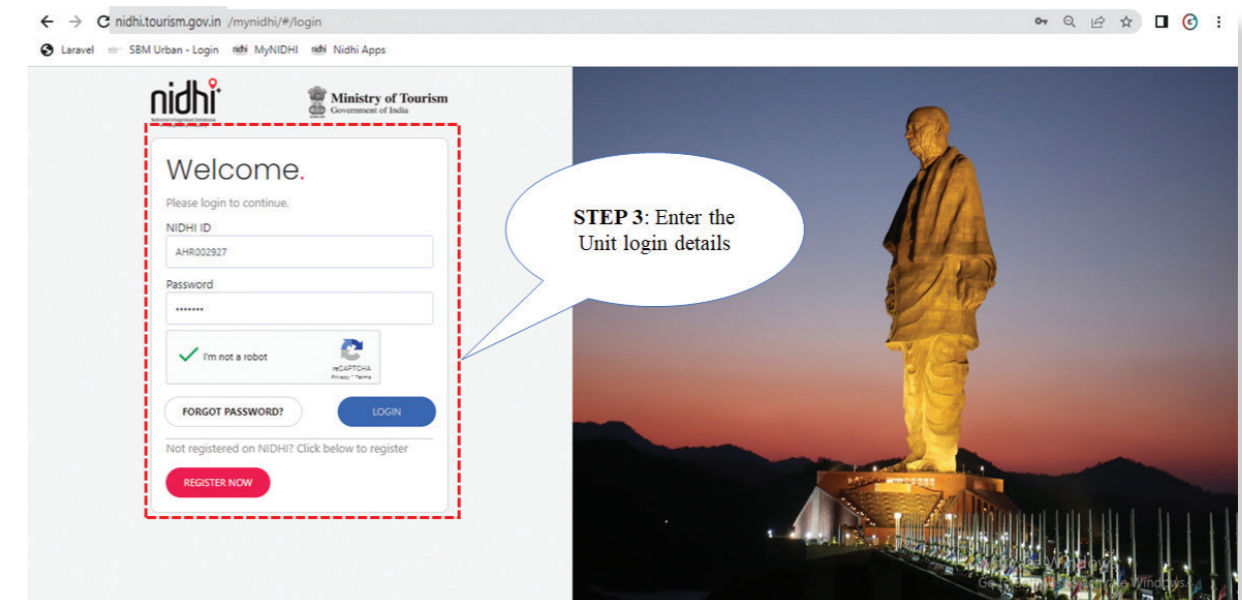 nidhi.tourism.gov.in /mynidhi/#/login
Laravel SBM Urban - Login nidhi MyNIDHI nidhi Nidhi Apps
nidhi+
Ministry of Tourism
Government of India
Welcome.
Please login to continue.
NIDHI ID
AHR002927
Password
•••••••
I'm not a robot
reCAPTCHA
Privacy - Terms
FORGOT PASSWORD?
LOGIN
Not registered on NIDHI? Click below to register
REGISTER NOW
STEP 3: Enter the
Unit login details